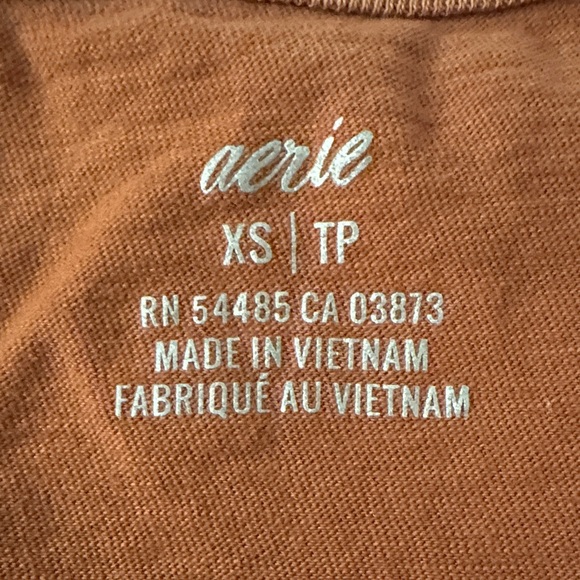 aerie
XS | TP
RN 54485 CA 03873
MADE IN VIETNAM
FABRIQUÉ AU VIETNAM